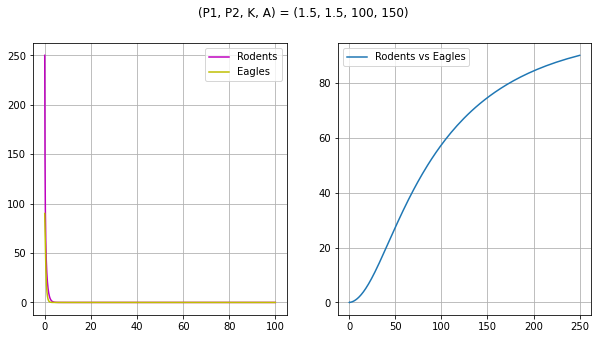 (P1, P2, K, A) = (1.5, 1.5, 100, 150)
250
200
150
100
50
0
0 20 40 60 80 100
Rodents
Eagles
80
60
40
20
0
0 50 100 150 200 250
Rodents vs Eagles